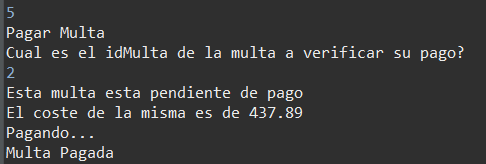 5
Pagar Multa
Cual es el idMulta de la multa a verificar su pago?
2
Esta multa esta pendiente de pago
El coste de la misma es de 437.89
Pagando...
Multa Pagada